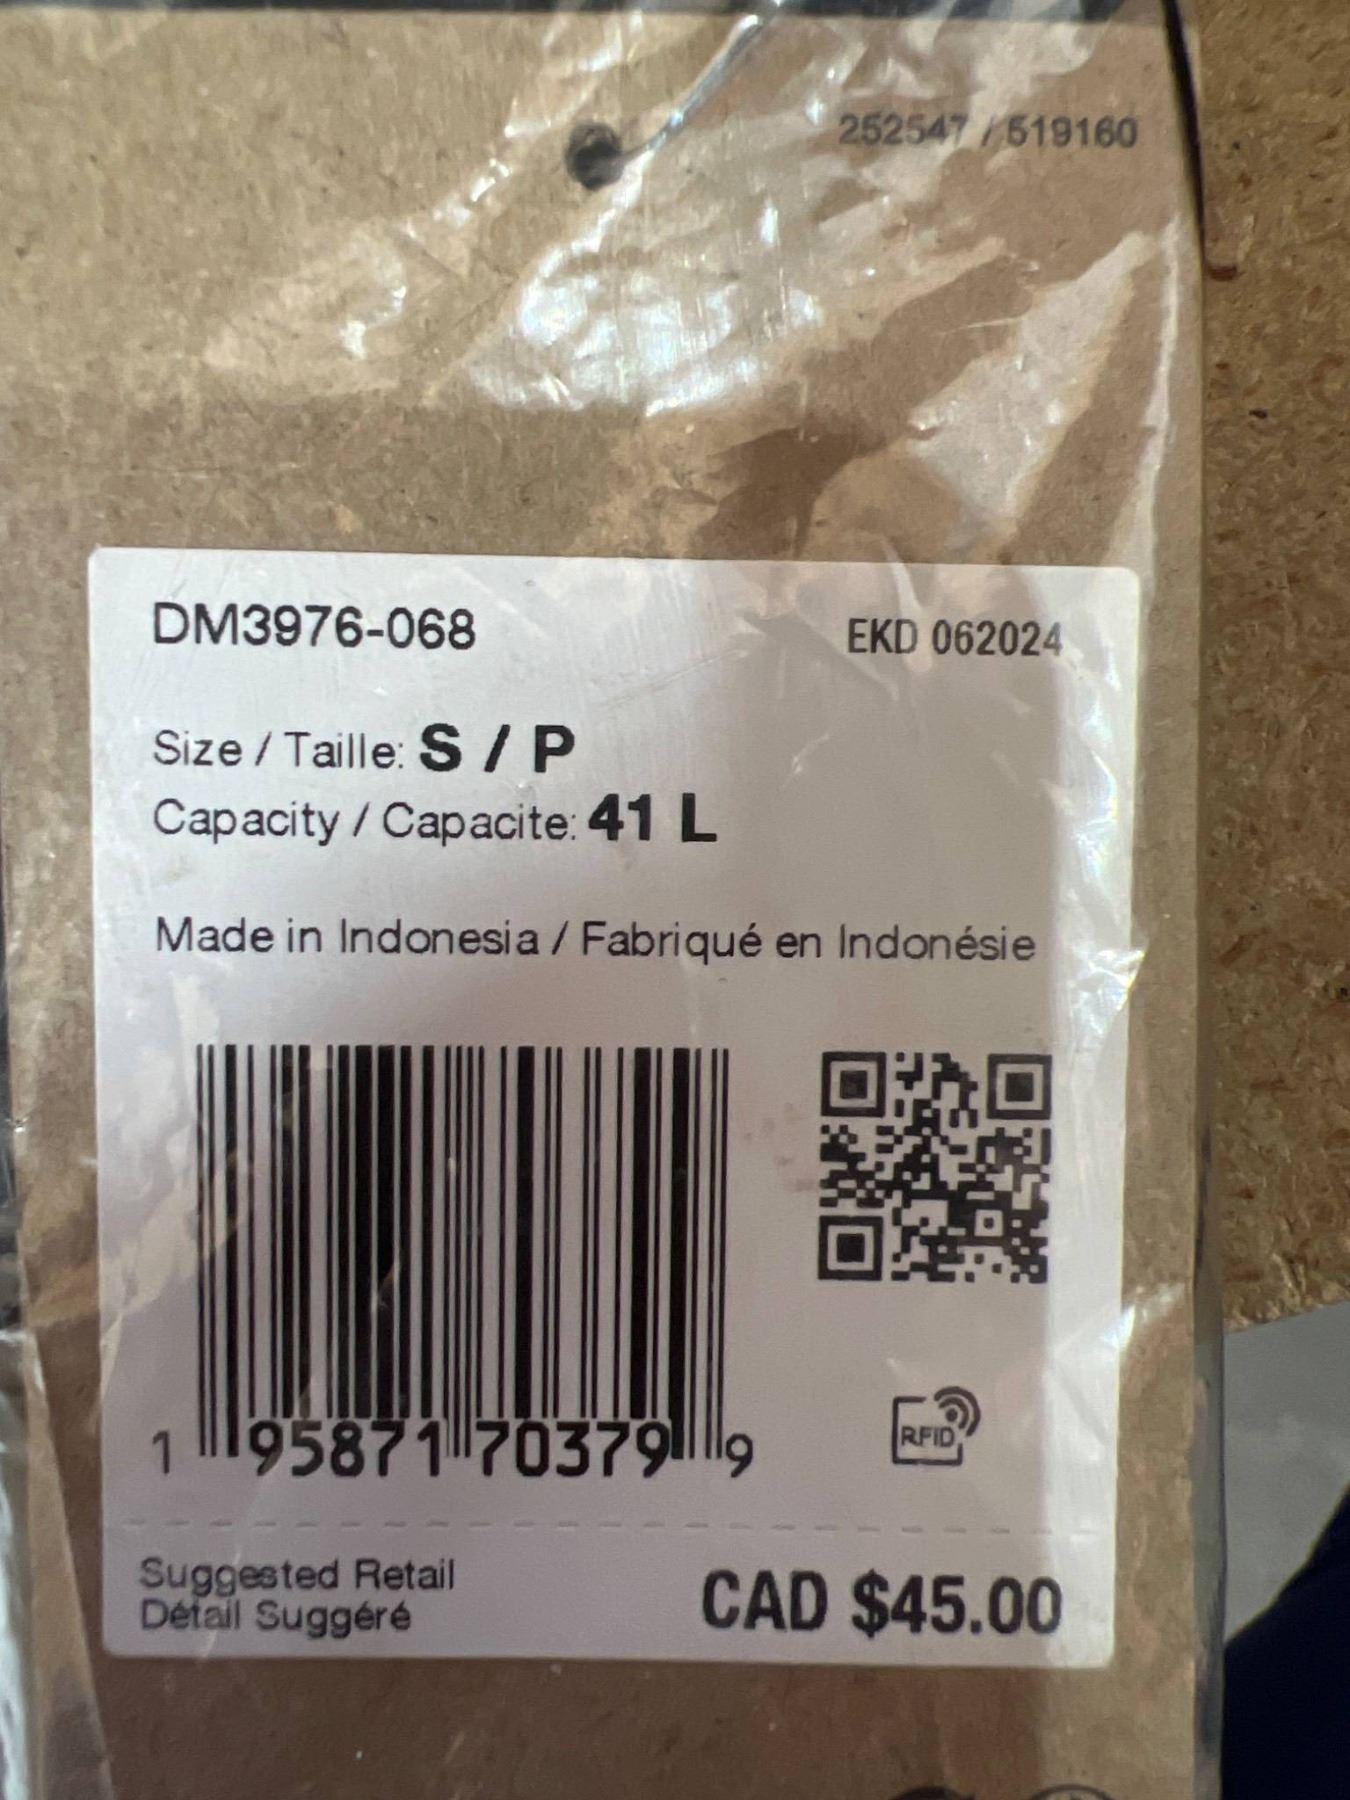 252547 / 519160
DM3976-068
EKD 062024
Size / Taille: S / P
Capacity / Capacite: 41 L
Made in Indonesia / Fabriqué en Indonésie
1 95871 70379 9
RFID
Suggested Retail
Détail Suggéré
CAD $45.00